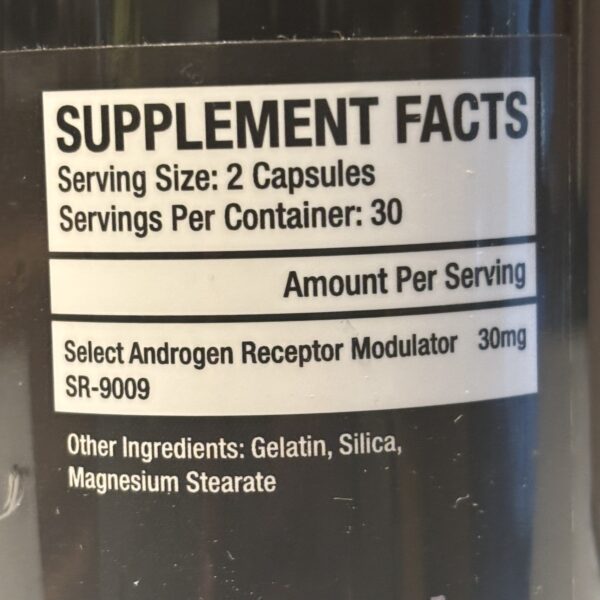 SUPPLEMENT FACTS
Serving Size: 2 Capsules
Servings Per Container: 30
Amount Per Serving
Select Androgen Receptor Modulator 30mg
SR-9009
Other Ingredients: Gelatin, Silica,
Magnesium Stearate